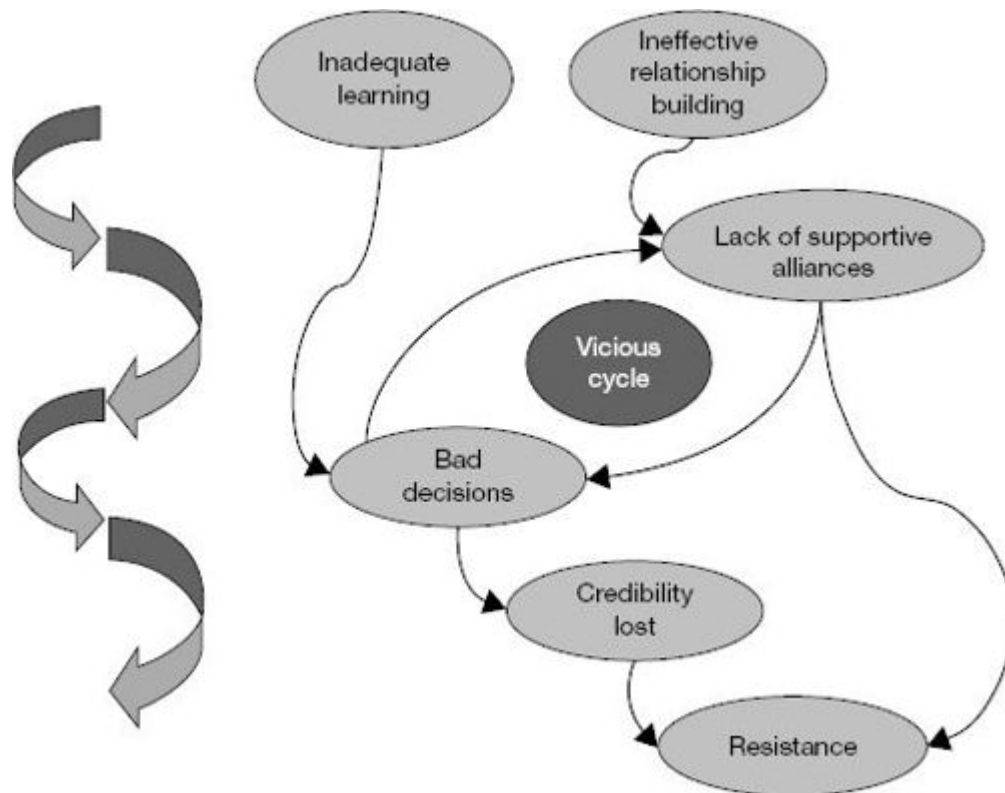 Inadequate
learning
Ineffective
relationship
building
Lack of supportive
alliances
Vicious
cycle
Bad
decisions
Credibility
lost
Resistance